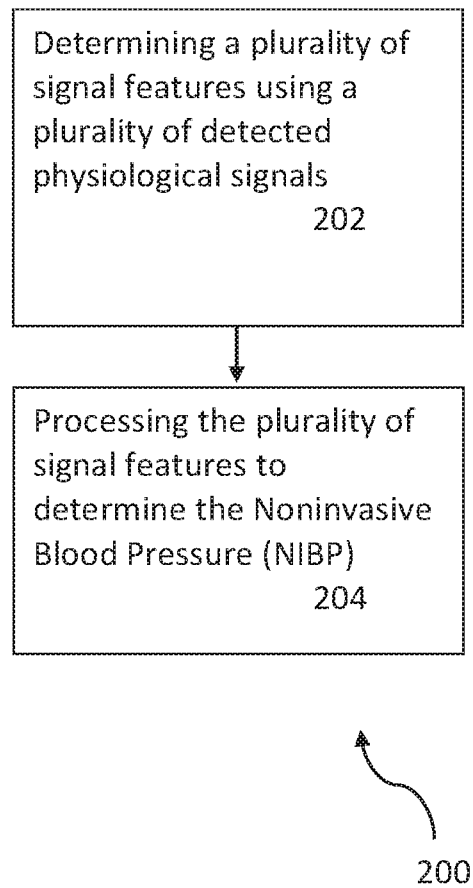 Determining a plurality of
signal features using a
plurality of detected
physiological signals
202
Processing the plurality of
signal features to
determine the Noninvasive
Blood Pressure (NIBP)
204
200